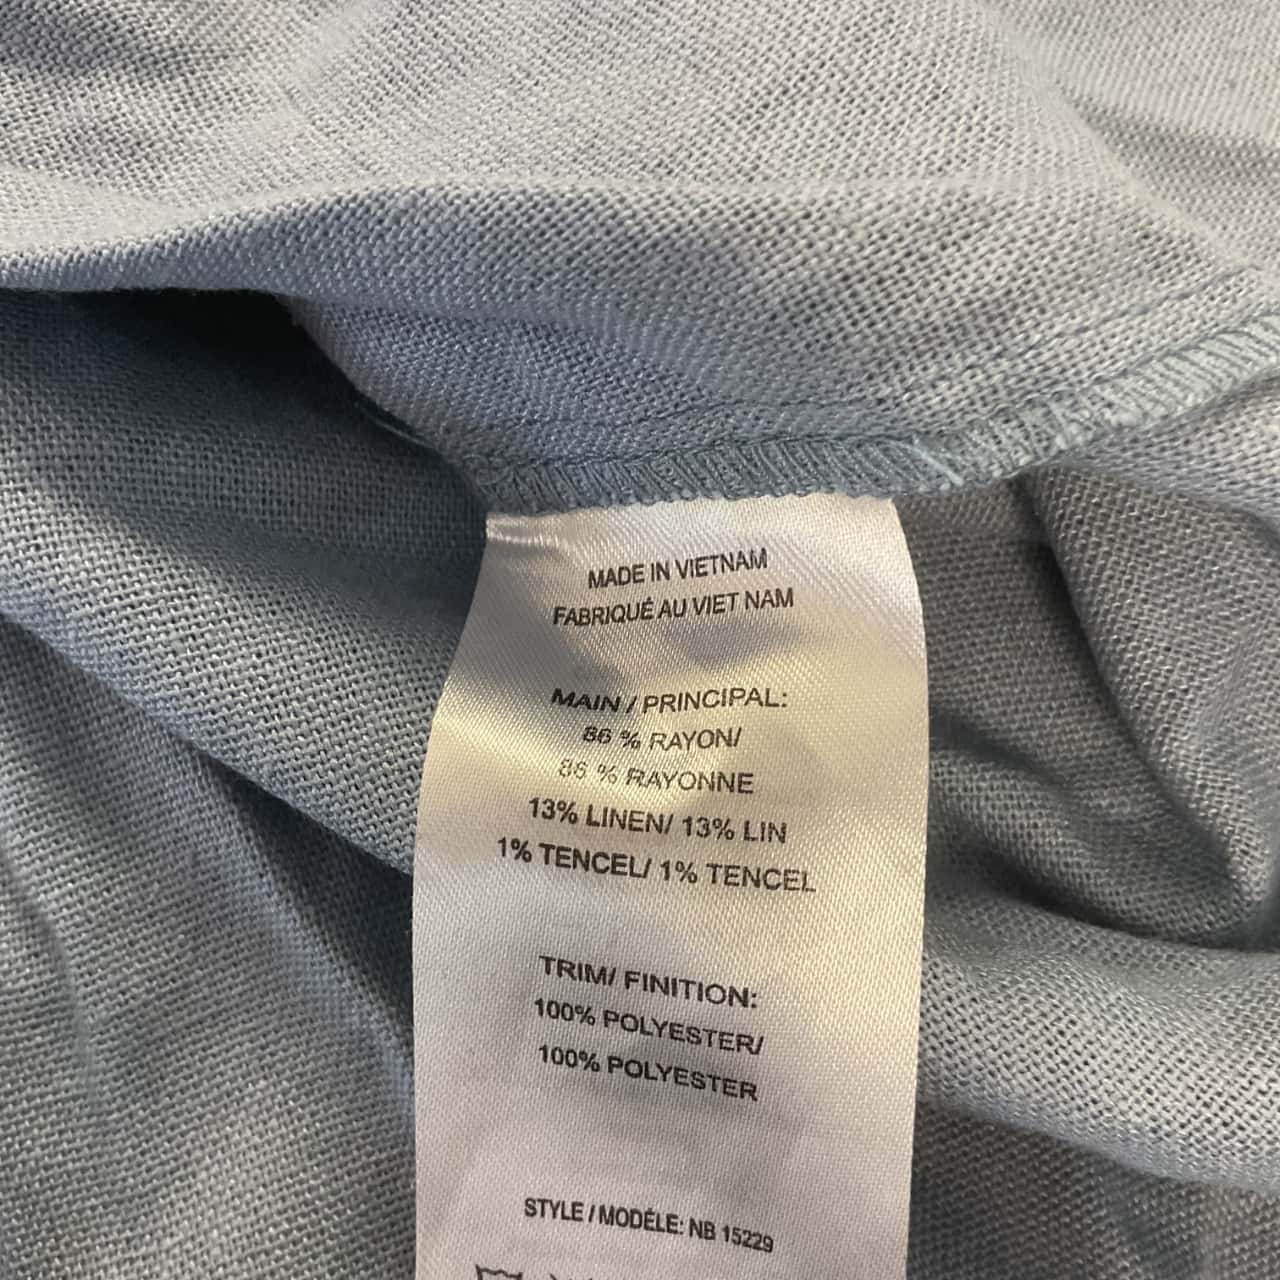 MADE IN VIETNAM
FABRIQUÉ AU VIET NAM
MAIN / PRINCIPAL:
86 % RAYON/
86 % RAYONNE
13% LINEN/ 13% LIN
1% TENCEL/ 1% TENCEL
TRIM/ FINITION:
100% POLYESTER/
100% POLYESTER
STYLE / MODÉLE: NB 15229